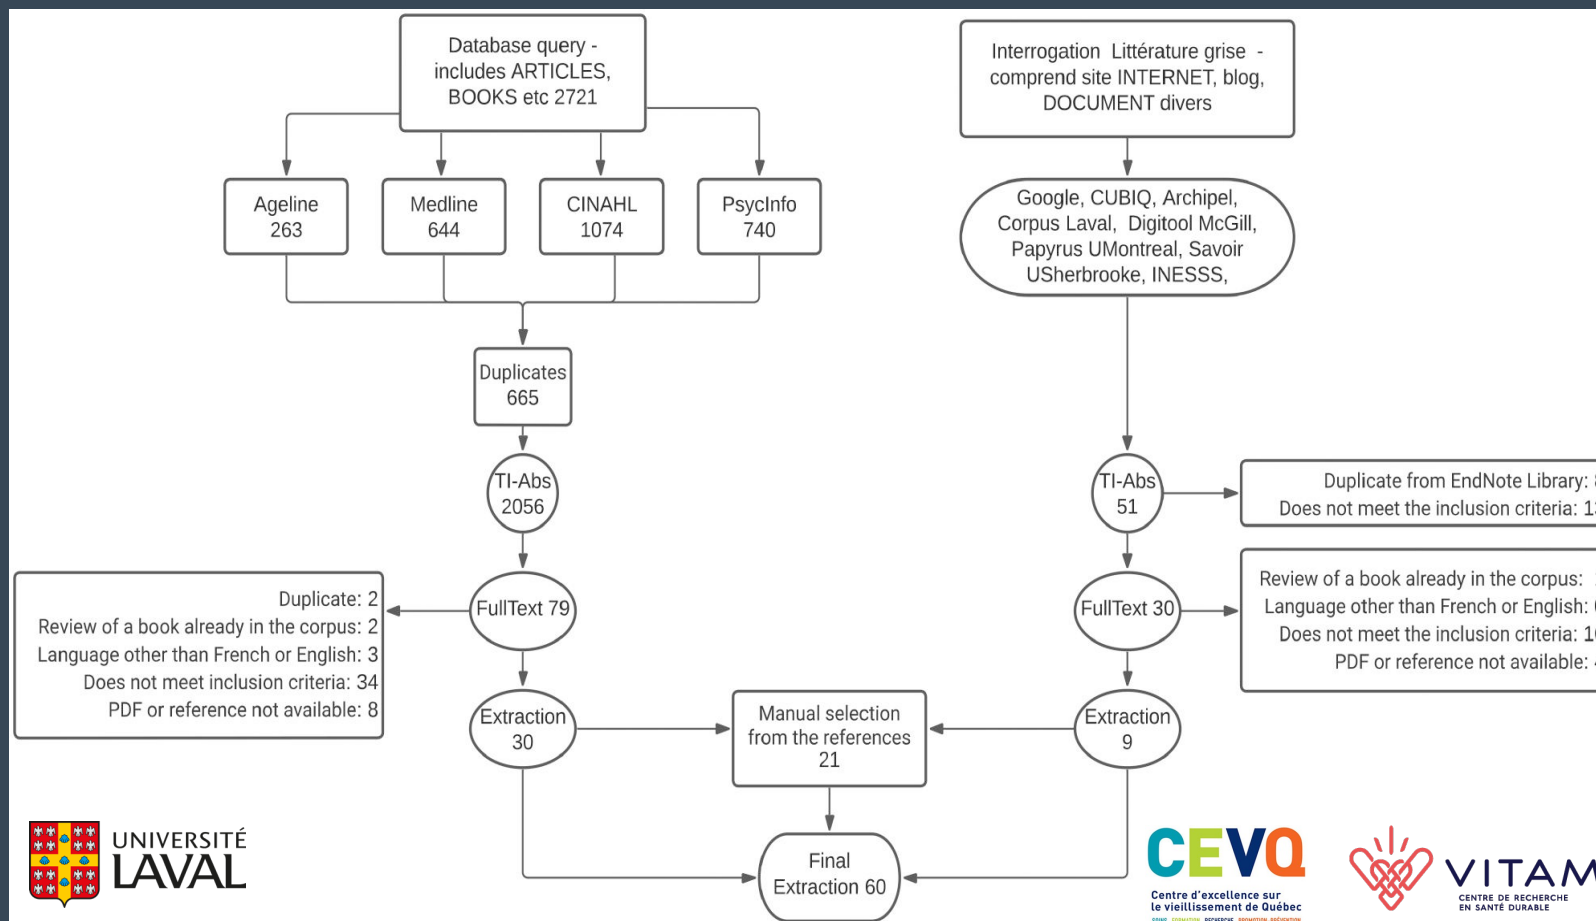 Database query -
includes ARTICLES,
BOOKS etc 2721
Ageline
263
Medline
644
CINAHL
1074
PsycInfo
740
Duplicates
665
TI-Abs
2056
FullText 79
Duplicate: 2
Review of a book already in the corpus: 2
Language other than French or English: 3
Does not meet inclusion criteria: 34
PDF or reference not available: 8
Extraction
30
Interrogation Littérature grise -
comprend site INTERNET, blog,
DOCUMENT divers
Google, CUBIQ, Archipel,
Corpus Laval, Digitool McGill,
Papyrus UMontreal, Savoir
USherbrooke, INESSS,
TI-Abs
51
Duplicate from EndNote Library:
Does not meet the inclusion criteria:
FullText 30
Review of a book already in the corpus:
Language other than French or English:
Does not meet the inclusion criteria:
PDF or reference not available:
Extraction
9
Manual selection
from the references
21
Final
Extraction 60
UNIVERSITÉ
LAVAL
CEVQ
Centre d'excellence sur
le vieillissement de Québec
VITAM
CENTRE DE RECHERCHE
EN SANTÉ DURABLE